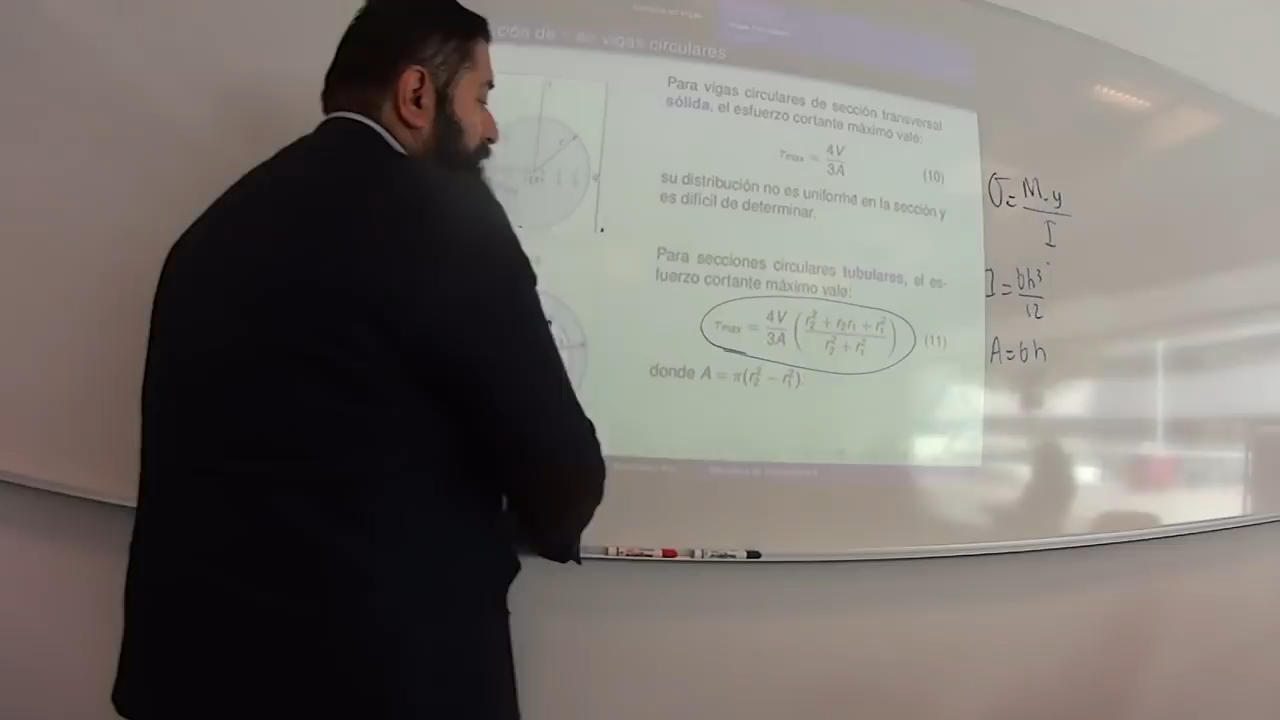 ción de τ en vigas circulares
Para vigas circulares de sección transversal
sólida, el esfuerzo cortante máximo vale:
τmax = 4V/3A (10)
su distribución no es uniforme en la sección y
es difícil de determinar.
Para secciones circulares tubulares, el es-
fuerzo cortante máximo vale:
τmax = 4V/3A ( r₂² + r₂r₁ + r₁² / r₂² + r₁² ) (11)
donde A = π(r₂² − r₁²).
σ = M.y/I
I = bh³/12
A = bh